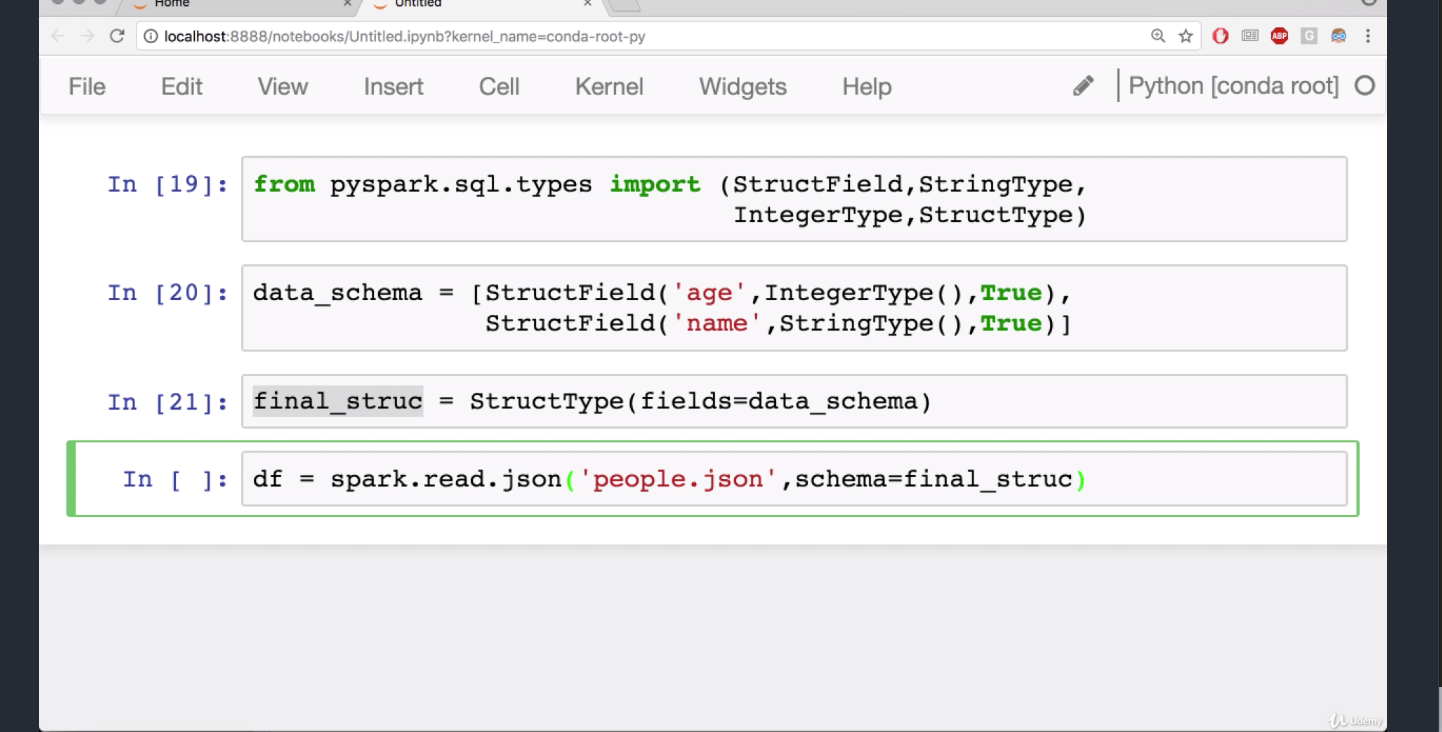 Home
Untitled
localhost:8888/notebooks/Untitled.ipynb?kernel_name=conda-root-py
ABP
G
File Edit View Insert Cell Kernel Widgets Help Python [conda root]
In [19]: from pyspark.sql.types import (StructField,StringType,
IntegerType,StructType)
In [20]: data_schema = [StructField('age',IntegerType(),True),
StructField('name',StringType(),True)]
In [21]: final_struc = StructType(fields=data_schema)
In [ ]: df = spark.read.json('people.json',schema=final_struc)
Udemy